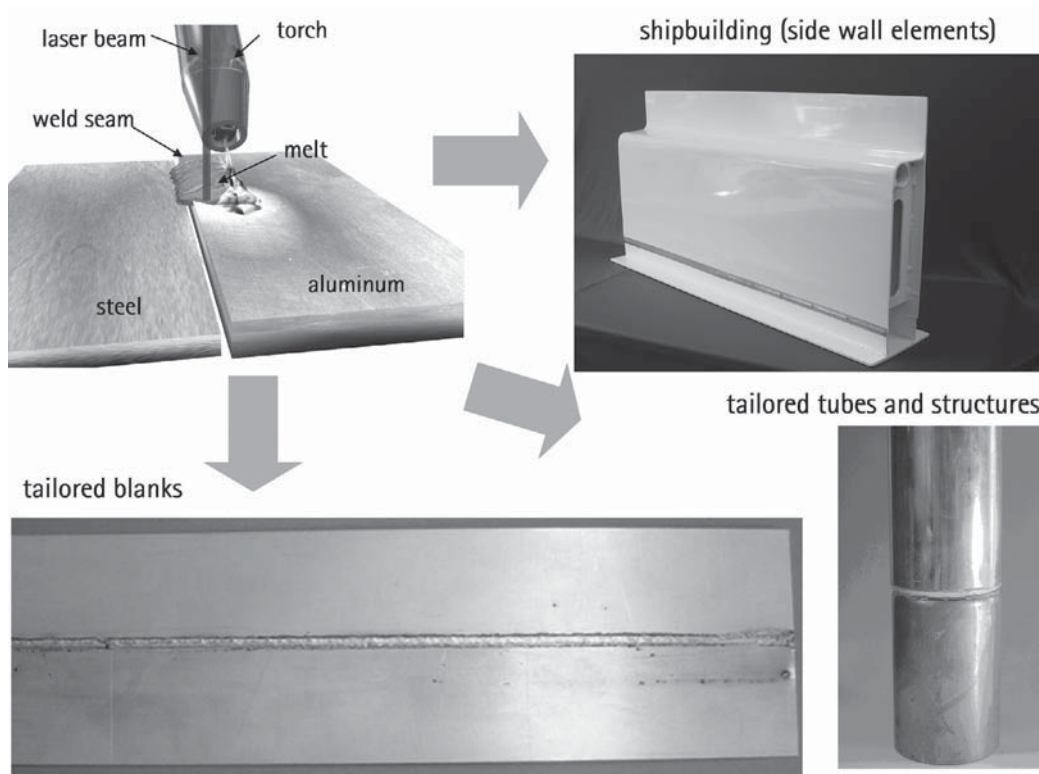 laser beam
torch
weld seam
melt
steel
aluminum
shipbuilding (side wall elements)
tailored tubes and structures
tailored blanks